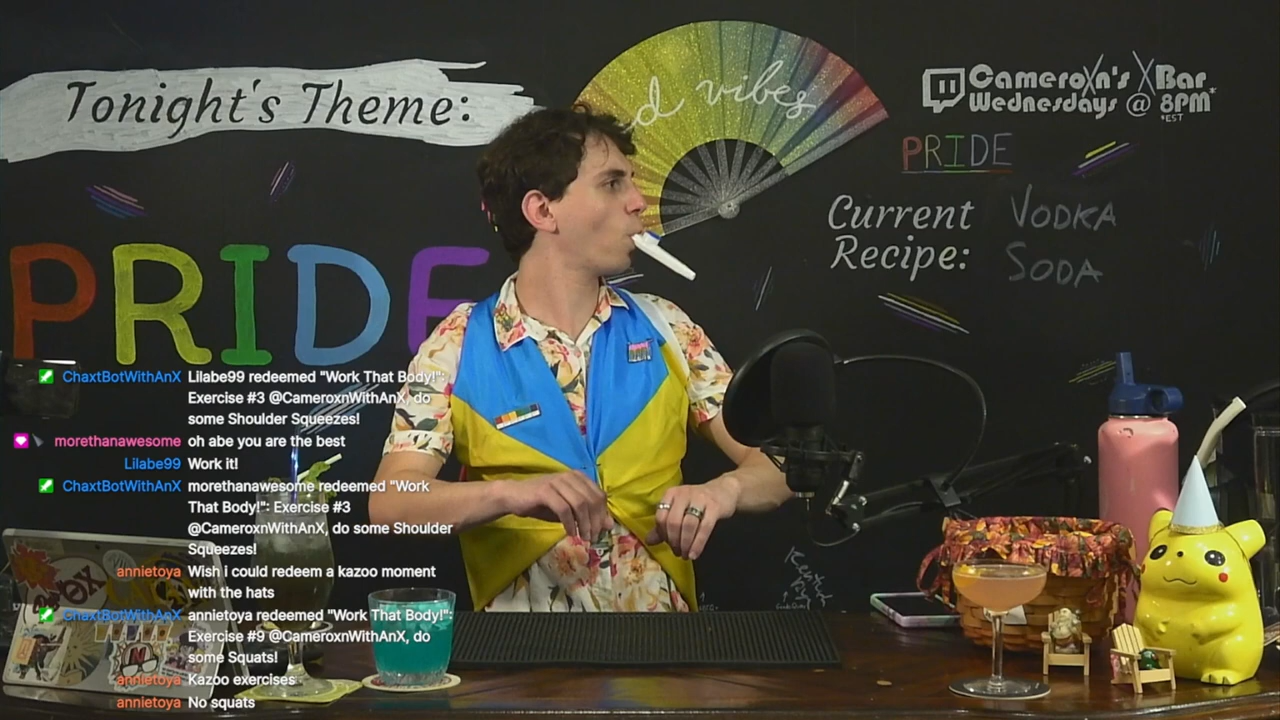 Tonight's Theme:
d vibes
CameroXn's XBar
Wednesdays @ 8PM*
*EST
PRIDE
Current
Recipe:
VODKA
SODA
PRIDE
ChaxtBotWithAnX Lilabe99 redeemed "Work That Body!":
Exercise #3 @CameroxnWithAnX, do
some Shoulder Squeezes!
morethanawesome oh abe you are the best
Lilabe99 Work it!
ChaxtBotWithAnX morethanawesome redeemed "Work
That Body!": Exercise #3
@CameroxnWithAnX, do some Shoulder
Squeezes!
annietoya Wish i could redeem a kazoo moment
with the hats
ChaxtBotWithAnX annietoya redeemed "Work That Body!":
Exercise #9 @CameroxnWithAnX, do
some Squats!
annietoya Kazoo exercises
annietoya No squats